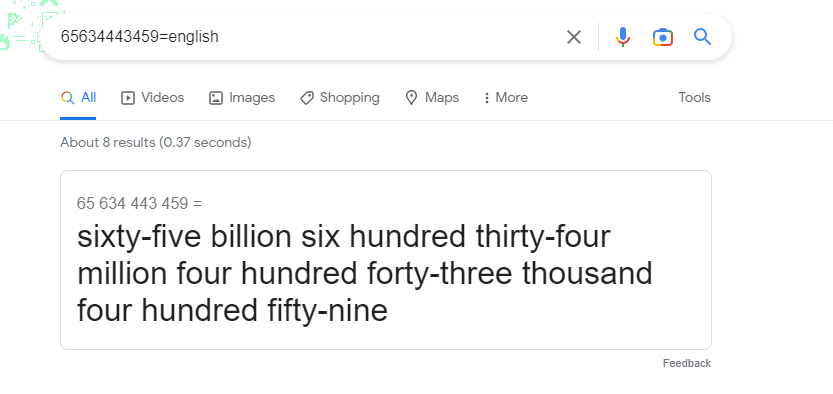 65634443459=english
All Videos Images Shopping Maps More Tools
About 8 results (0.37 seconds)
65 634 443 459 =
sixty-five billion six hundred thirty-four
million four hundred forty-three thousand
four hundred fifty-nine
Feedback